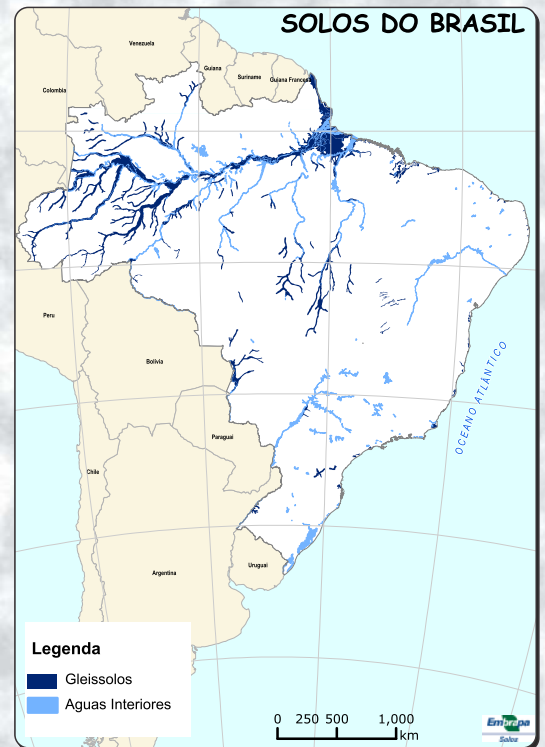 SOLOS DO BRASIL
Venezuela
Guiana
Suriname
Guiana Francesa
Colombia
Peru
Bolivia
Paraguai
Chile
Argentina
Uruguai
OCEANO ATLÂNTICO
Legenda
Gleissolos
Aguas Interiores
0 250 500 1,000
km
Embrapa
Solos